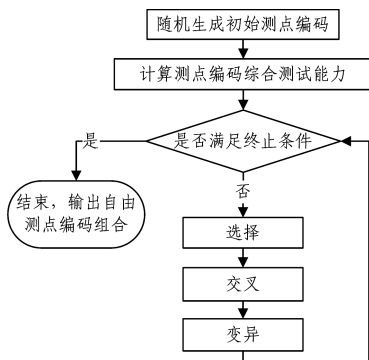 随机生成初始测点编码
计算测点编码综合测试能力
是否满足终止条件
是
否
结束，输出自由
测点编码组合
选择
交叉
变异